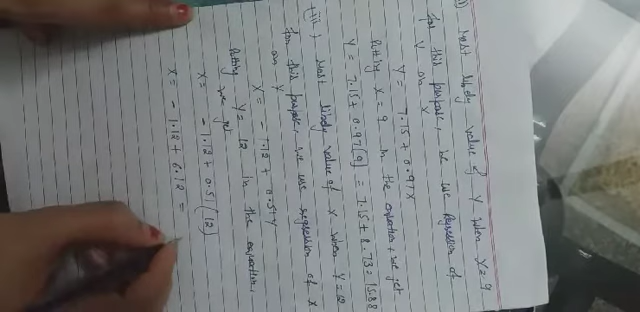 (ii) Most likely value of Y when X=9
for this purpose, we use Regression of
Y on X
Y = 7.15 + 0.97X
Putting X = 9 in the equation, we get
Y = 7.15 + 0.97(9) = 7.15 + 8.73 = 15.88
(iii) Most likely value of X when Y=12
for this purpose, we use regression of X
on Y
X = - 1.12 + 0.51Y
Putting Y = 12 in the equation,
we get
X = - 1.12 + 0.51(12)
X = - 1.12 + 6.12 =